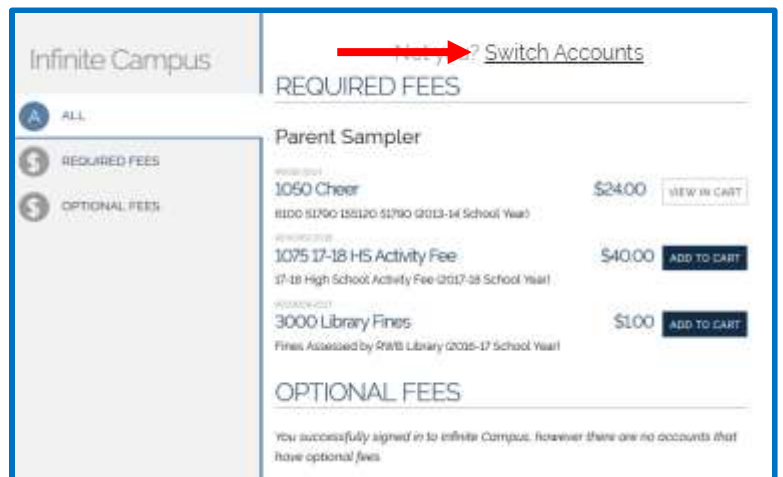 Infinite Campus
? Switch Accounts
REQUIRED FEES
A ALL
$ REQUIRED FEES
$ OPTIONAL FEES
Parent Sampler
1050 Cheer $24.00 VIEW IN CART
(2013-14 School Year)
1075 17-18 HS Activity Fee $40.00 ADD TO CART
17-18 High School Activity Fee (2017-18 School Year)
3000 Library Fines $1.00 ADD TO CART
Fines Assessed by RWB Library (2016-17 School Year)
OPTIONAL FEES
You successfully signed in to Infinite Campus, however there are no accounts that
have optional fees